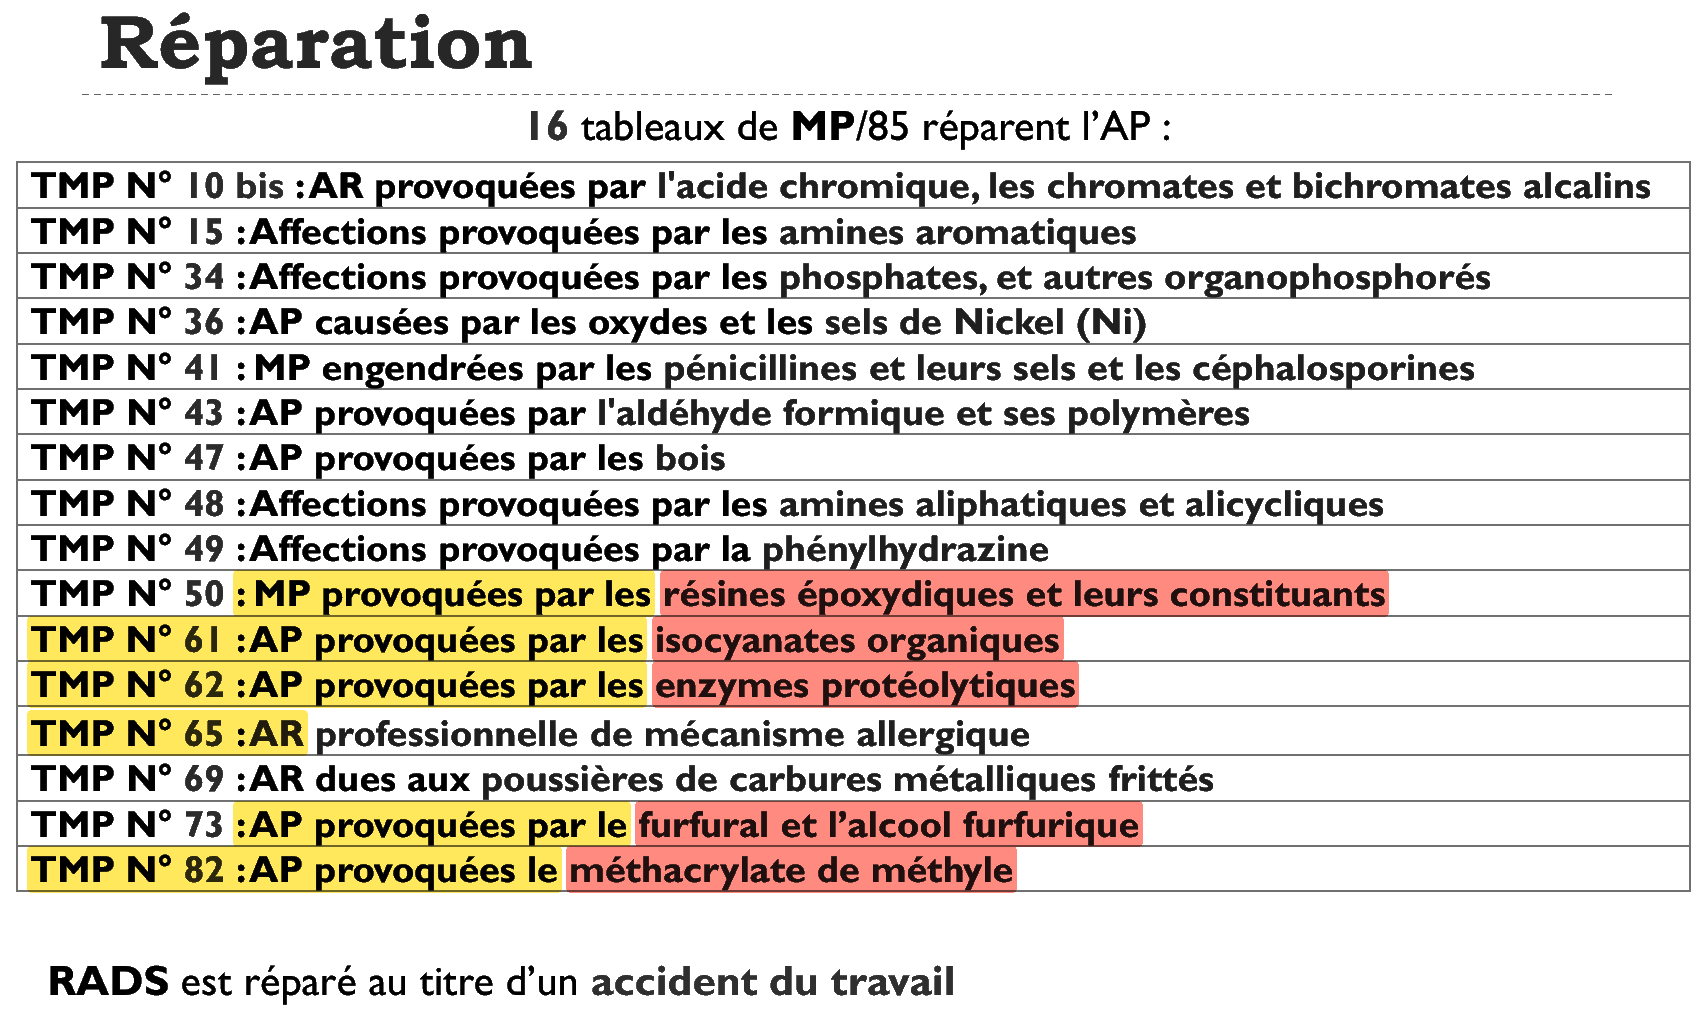 Réparation
16 tableaux de MP/85 réparent l’AP :
TMP N° 10 bis : AR provoquées par l'acide chromique, les chromates et bichromates alcalins
TMP N° 15 : Affections provoquées par les amines aromatiques
TMP N° 34 : Affections provoquées par les phosphates, et autres organophosphorés
TMP N° 36 : AP causées par les oxydes et les sels de Nickel (Ni)
TMP N° 41 : MP engendrées par les pénicillines et leurs sels et les céphalosporines
TMP N° 43 : AP provoquées par l'aldéhyde formique et ses polymères
TMP N° 47 : AP provoquées par les bois
TMP N° 48 : Affections provoquées par les amines aliphatiques et alicycliques
TMP N° 49 : Affections provoquées par la phénylhydrazine
TMP N° 50 : MP provoquées par les résines époxydiques et leurs constituants
TMP N° 61 : AP provoquées par les isocyanates organiques
TMP N° 62 : AP provoquées par les enzymes protéolytiques
TMP N° 65 : AR professionnelle de mécanisme allergique
TMP N° 69 : AR dues aux poussières de carbures métalliques frittés
TMP N° 73 : AP provoquées par le furfural et l’alcool furfurique
TMP N° 82 : AP provoquées le méthacrylate de méthyle
RADS est réparé au titre d’un accident du travail